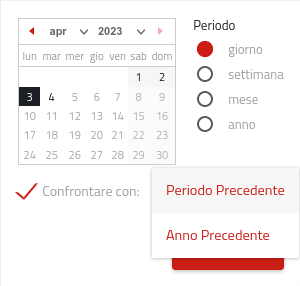 apr 2023
Periodo
lun mar mer gio ven sab dom
giorno
1 2
settimana
3 4 5 6 7 8 9
mese
10 11 12 13 14 15 16
anno
17 18 19 20 21 22 23
24 25 26 27 28 29 30
Confrontare con:
Periodo Precedente
Anno Precedente